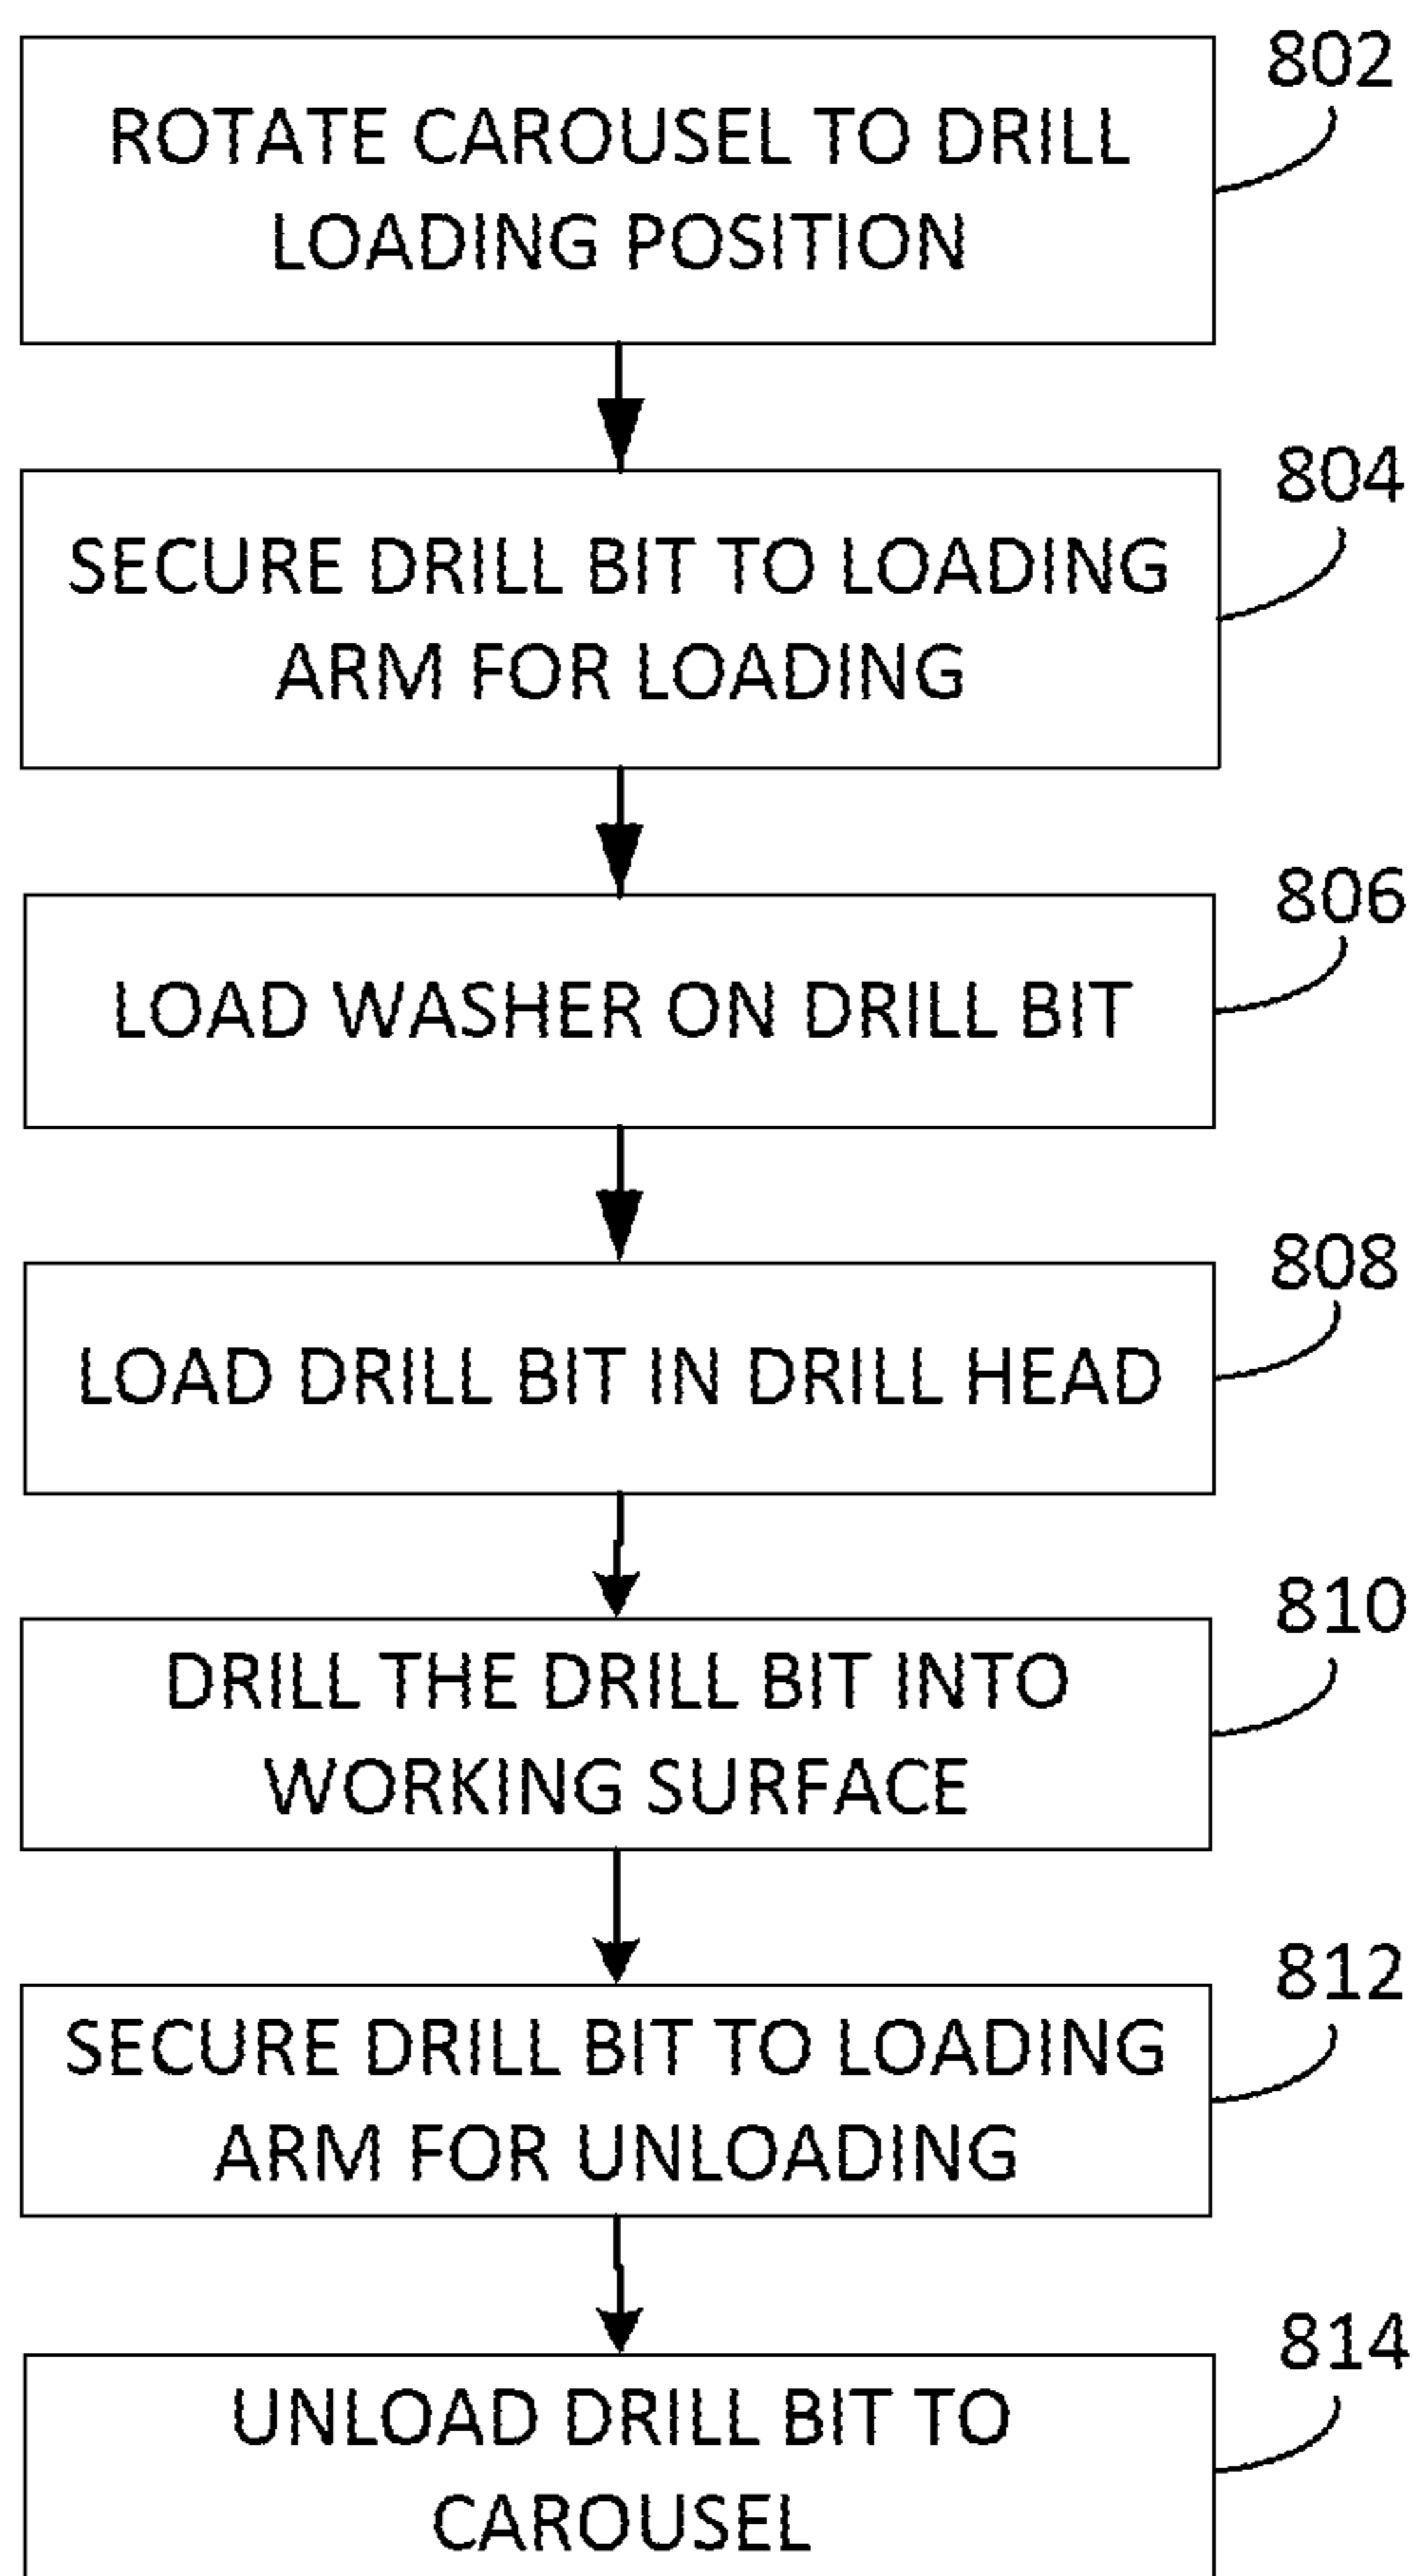 802
ROTATE CAROUSEL TO DRILL
LOADING POSITION
804
SECURE DRILL BIT TO LOADING
ARM FOR LOADING
806
LOAD WASHER ON DRILL BIT
808
LOAD DRILL BIT IN DRILL HEAD
810
DRILL THE DRILL BIT INTO
WORKING SURFACE
812
SECURE DRILL BIT TO LOADING
ARM FOR UNLOADING
814
UNLOAD DRILL BIT TO
CAROUSEL